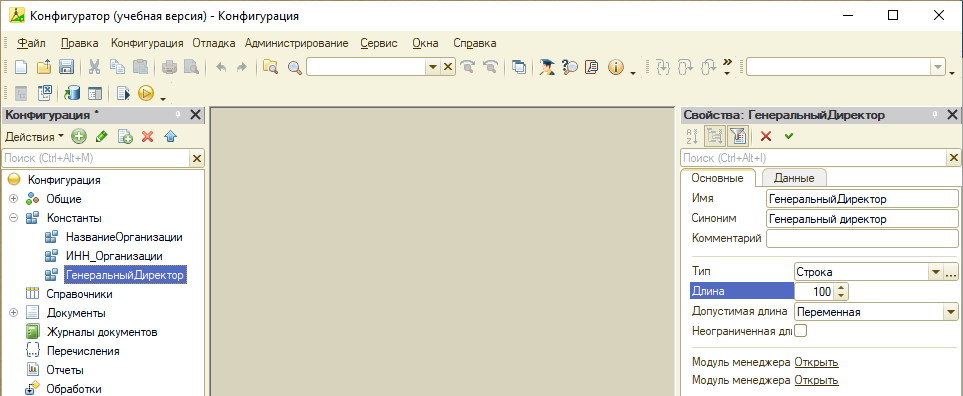 Конфигуратор (учебная версия) - Конфигурация
Файл Правка Конфигурация Отладка Администрирование Сервис Окна Справка
Конфигурация *
Действия
Поиск (Ctrl+Alt+M)
Конфигурация
Общие
Константы
НазваниеОрганизации
ИНН_Организации
ГенеральныйДиректор
Справочники
Документы
Журналы документов
Перечисления
Отчеты
Обработки
Свойства: ГенеральныйДиректор
Поиск (Ctrl+Alt+I)
Основные Данные
Имя ГенеральныйДиректор
Синоним Генеральный директор
Комментарий
Тип Строка
Длина 100
Допустимая длина Переменная
Неограниченная дли
Модуль менеджера Открыть
Модуль менеджера Открыть